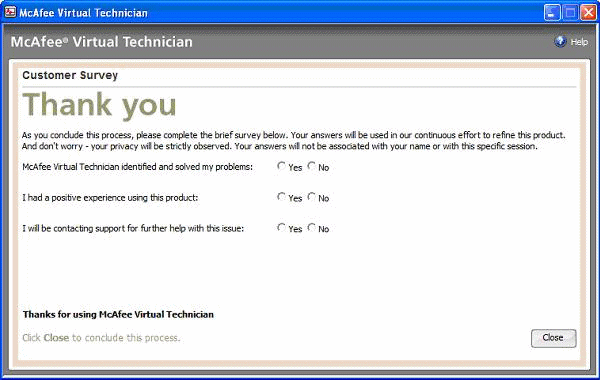 McAfee Virtual Technician
McAfee® Virtual Technician
Help
Customer Survey
Thank you
As you conclude this process, please complete the brief survey below. Your answers will be used in our continuous effort to refine this product.
And don't worry - your privacy will be strictly observed. Your answers will not be associated with your name or with this specific session.
McAfee Virtual Technician identified and solved my problems: Yes No
I had a positive experience using this product: Yes No
I will be contacting support for further help with this issue: Yes No
Thanks for using McAfee Virtual Technician
Click Close to conclude this process.
Close